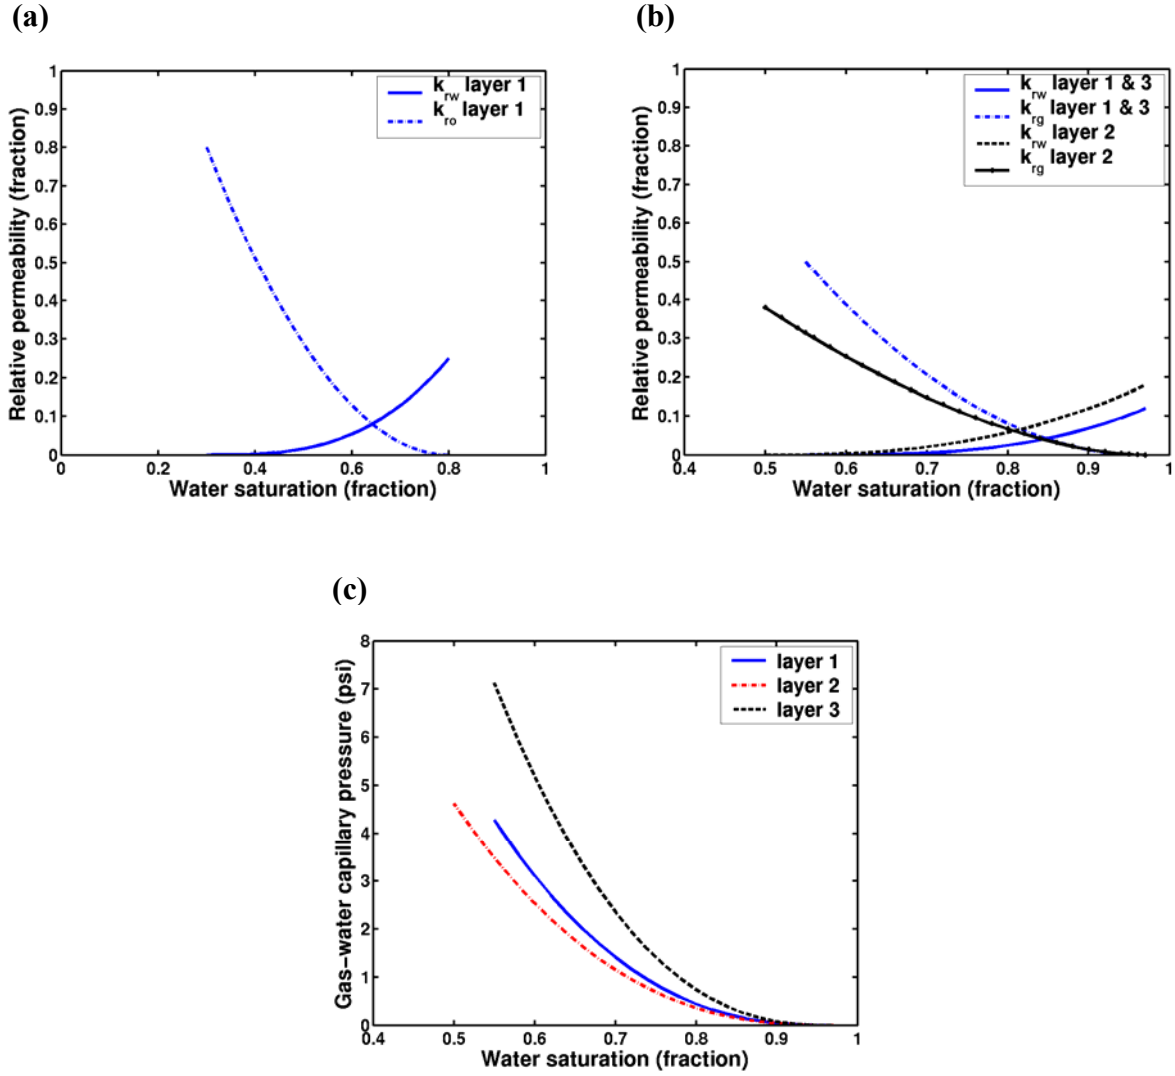 (a)
1
0.9
0.8
0.7
0.6
0.5
0.4
0.3
0.2
0.1
0
0 0.2 0.4 0.6 0.8 1
Relative permeability (fraction)
Water saturation (fraction)
krw layer 1
kro layer 1
(b)
1
0.9
0.8
0.7
0.6
0.5
0.4
0.3
0.2
0.1
0
0.4 0.5 0.6 0.7 0.8 0.9 1
Relative permeability (fraction)
Water saturation (fraction)
krw layer 1 & 3
krg layer 1 & 3
krw layer 2
krg layer 2
(c)
8
7
6
5
4
3
2
1
0
0.4 0.5 0.6 0.7 0.8 0.9 1
Gas-water capillary pressure (psi)
Water saturation (fraction)
layer 1
layer 2
layer 3